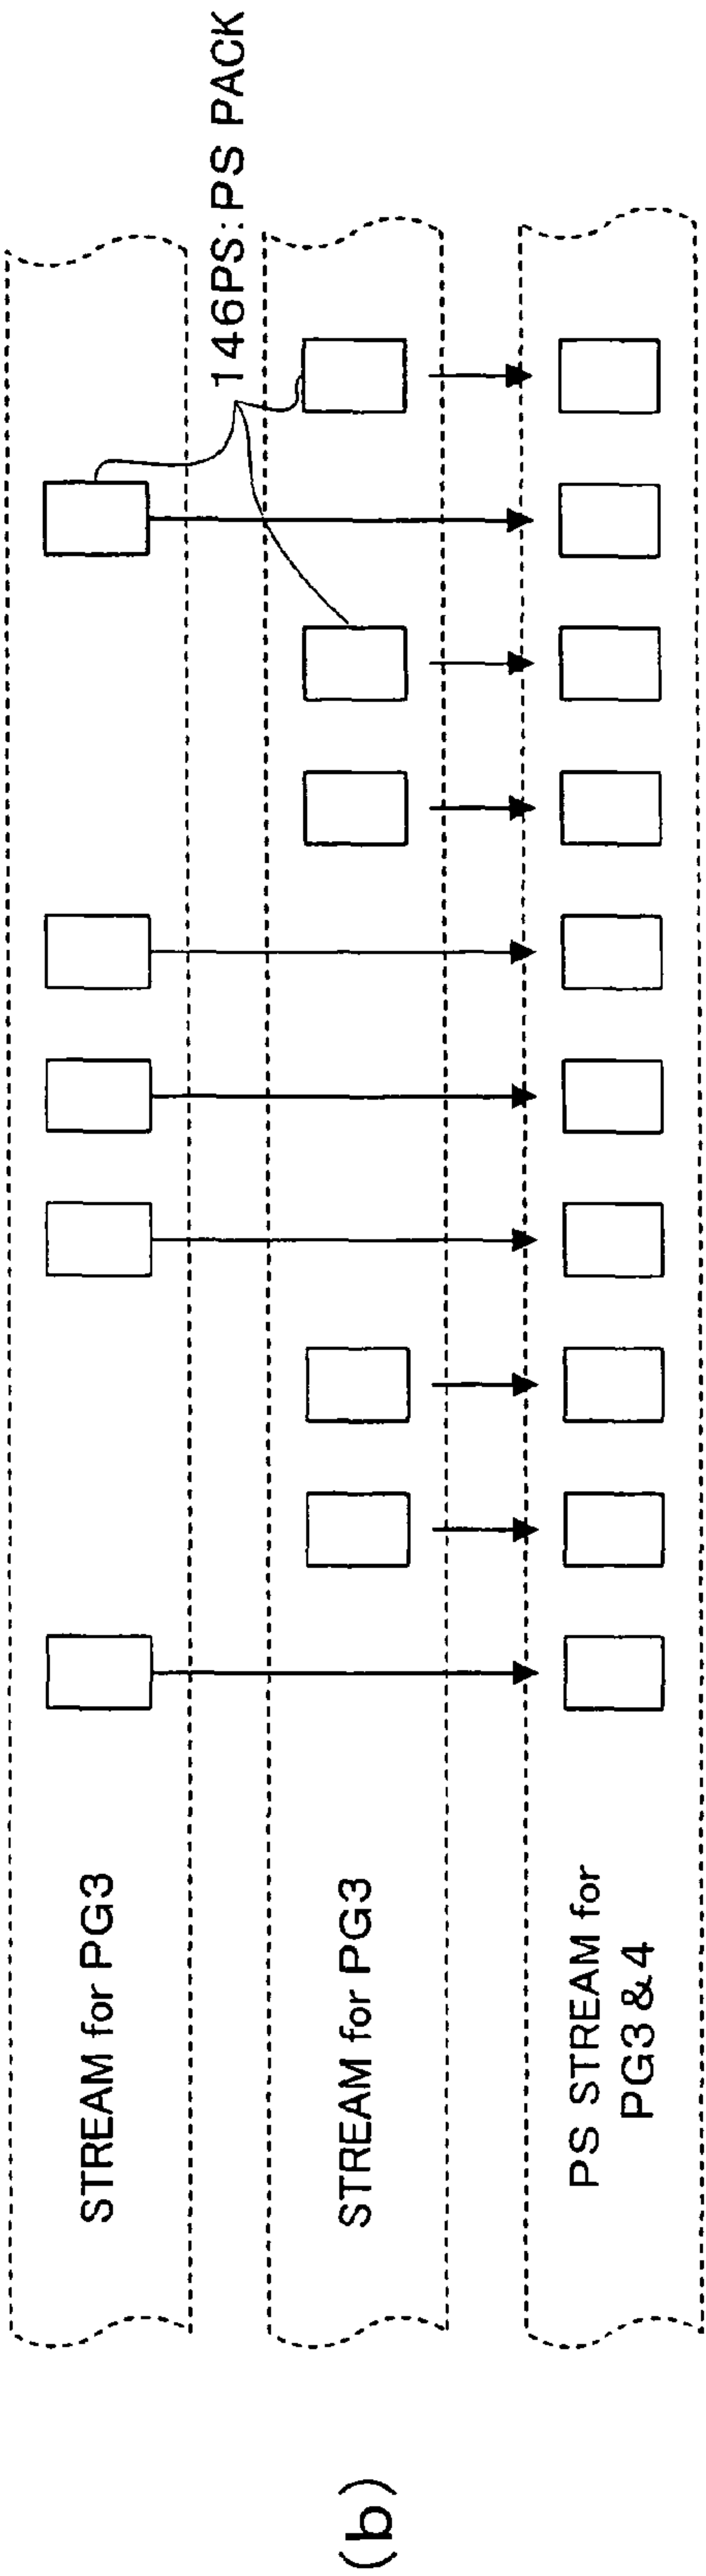 146PS:PS PACK
STREAM for PG3
STREAM for PG3
PS STREAM for
PG3&4
(b)